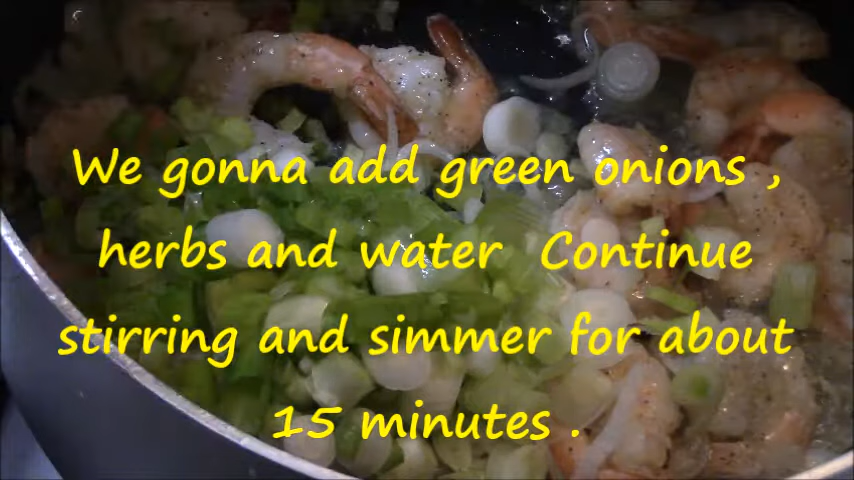 We gonna add green onions ,
herbs and water  Continue
stirring and simmer for about
15 minutes .